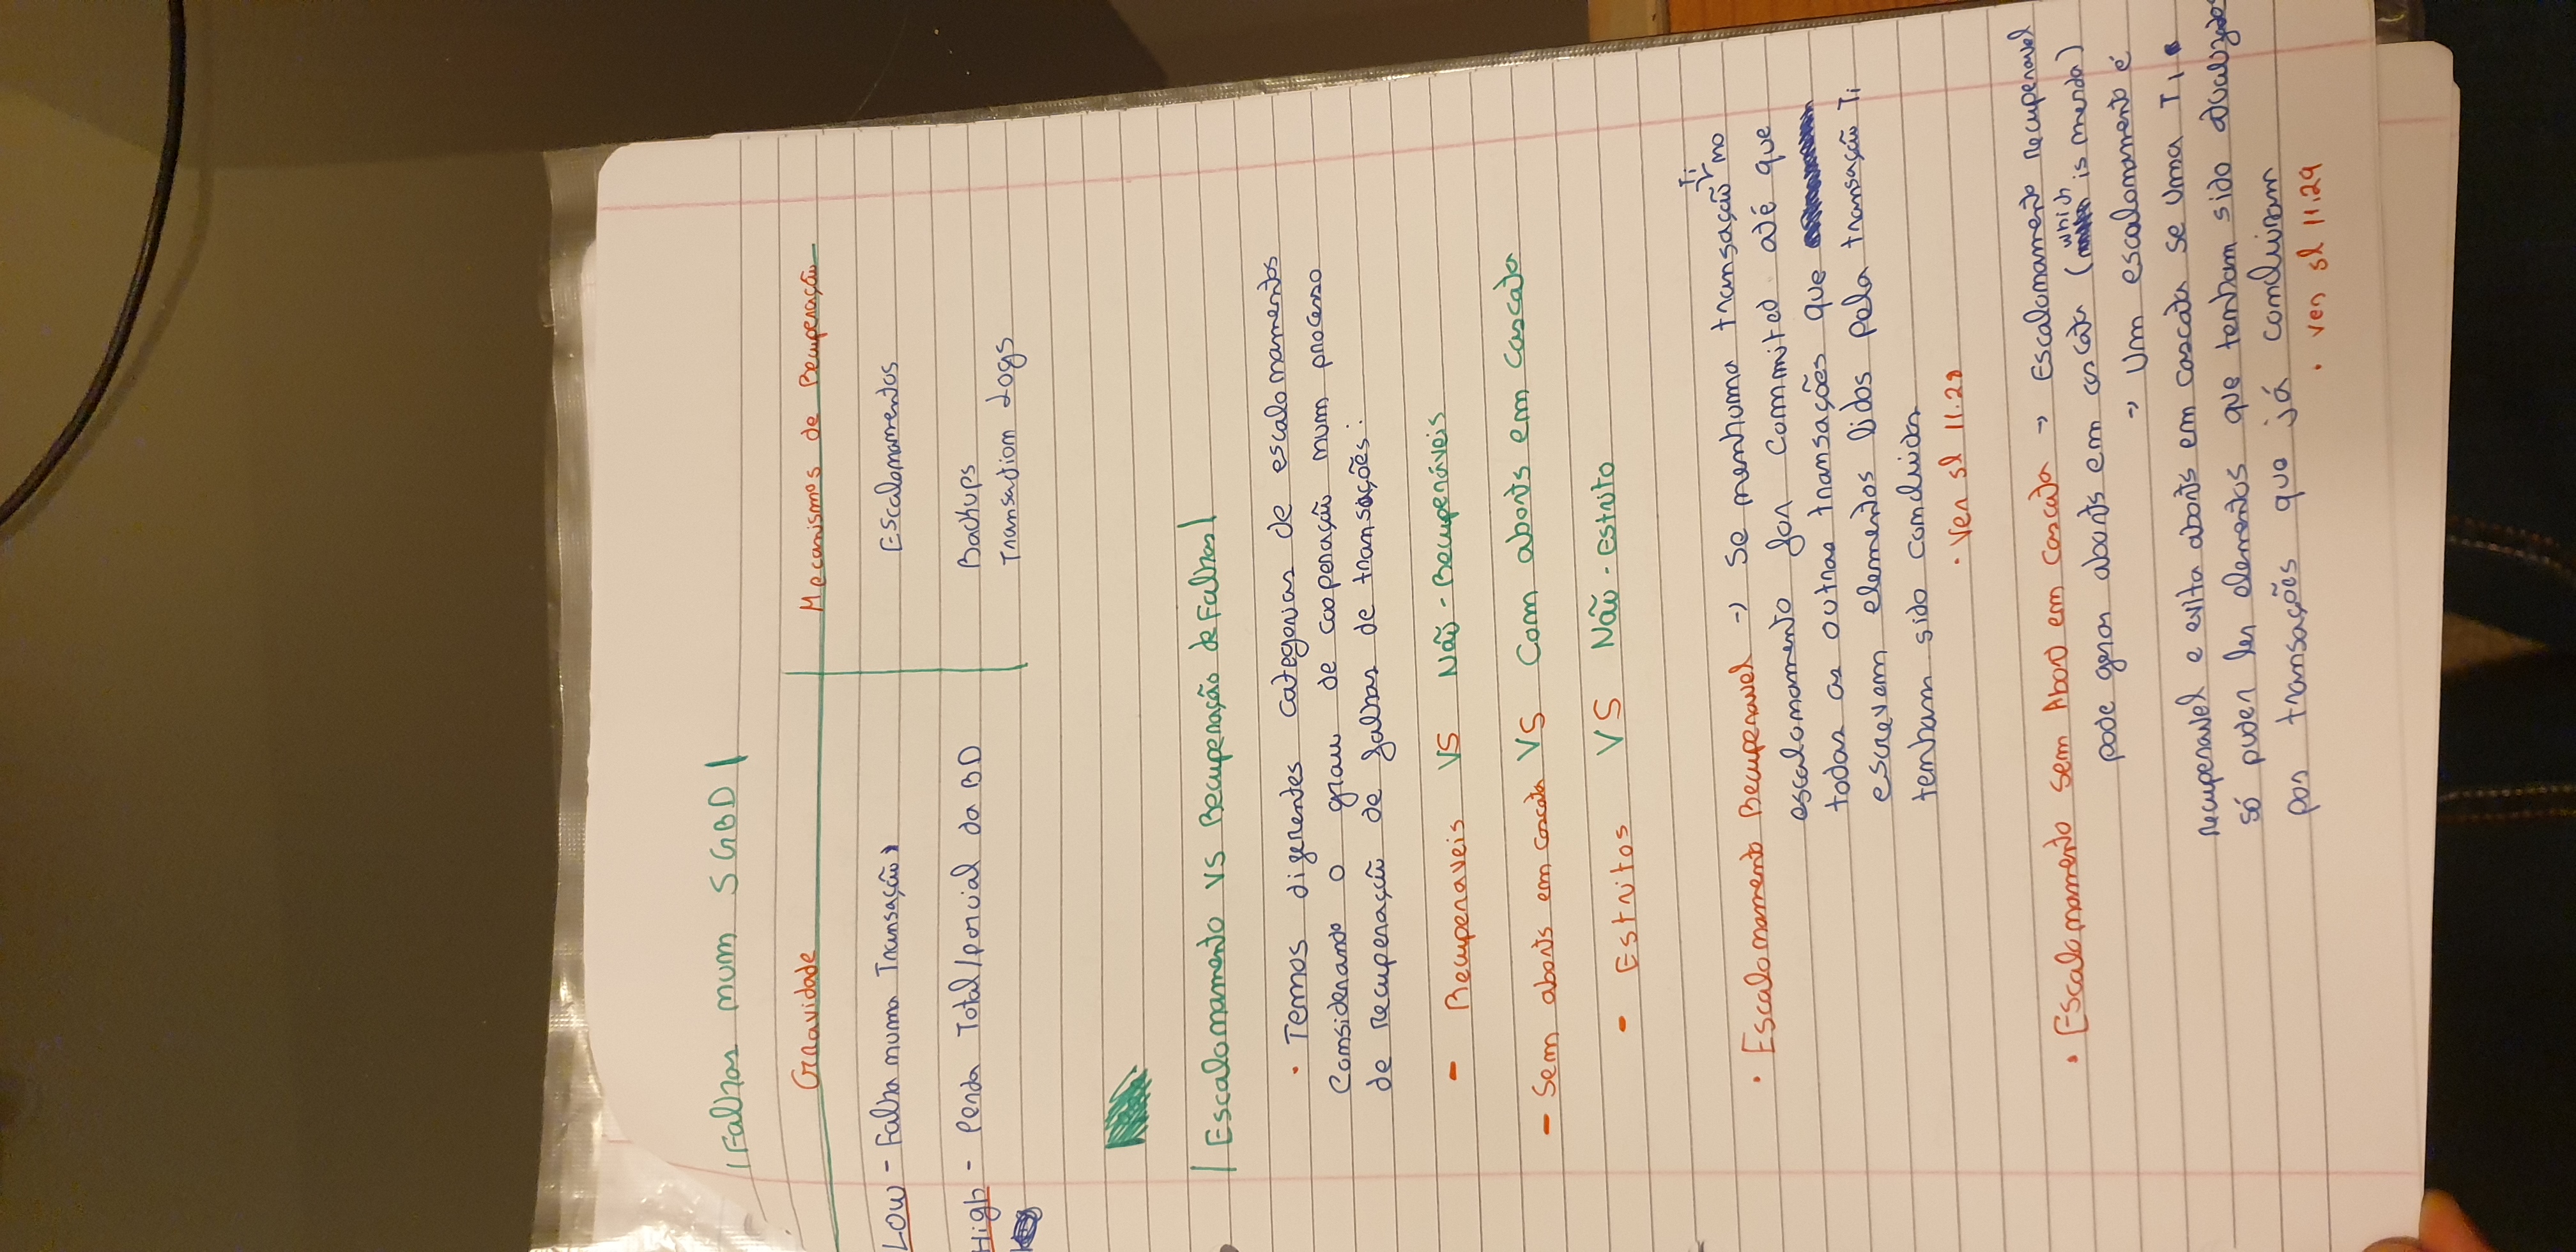 |Falhas num SGBD|
Gravidade Mecanismos de Recuperação
Low - Falha numa Transação Escalonamentos
High - Perda Total/parcial da BD Backups
Transaction Logs
|Escalonamento VS Recuperação de Falhas|
• Temos diferentes categorias de escalonamentos
considerando o grau de cooperação num processo
de recuperação de falhas de transações:
- Recuperaveis VS Não-Recuperáveis
- Sem aborts em cascata VS Com aborts em cascata
- Estritos VS Não-Estrito
Ti
• Escalonamento Recuperavel → Se nenhuma transação no
escalonamento for commited até que
todas as outras transações que
escrevem elementos lidos pela transação Ti
tenham sido concluidas
• Ver sl 11.28
• Escalonamento sem Abort em Cascata → Escalonamento recuperavel
pode gerar aborts em cascata (which is merda)
→ Um escalonamento é
recuperavel e evita aborts em cascata se uma Ti
só puder ler elementos que tenham sido atualizados
por transações que já concluiram
• ver sl 11.29